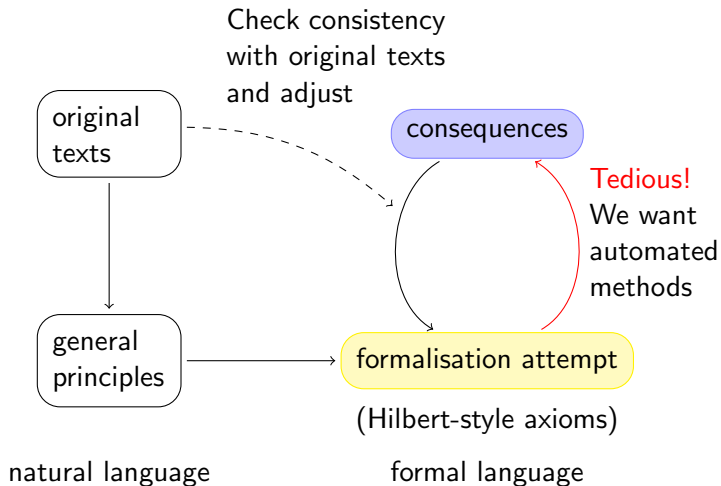 Check consistency
with original texts
and adjust
original
texts
consequences
Tedious!
We want
automated
methods
general
principles
formalisation attempt
(Hilbert-style axioms)
natural language
formal language